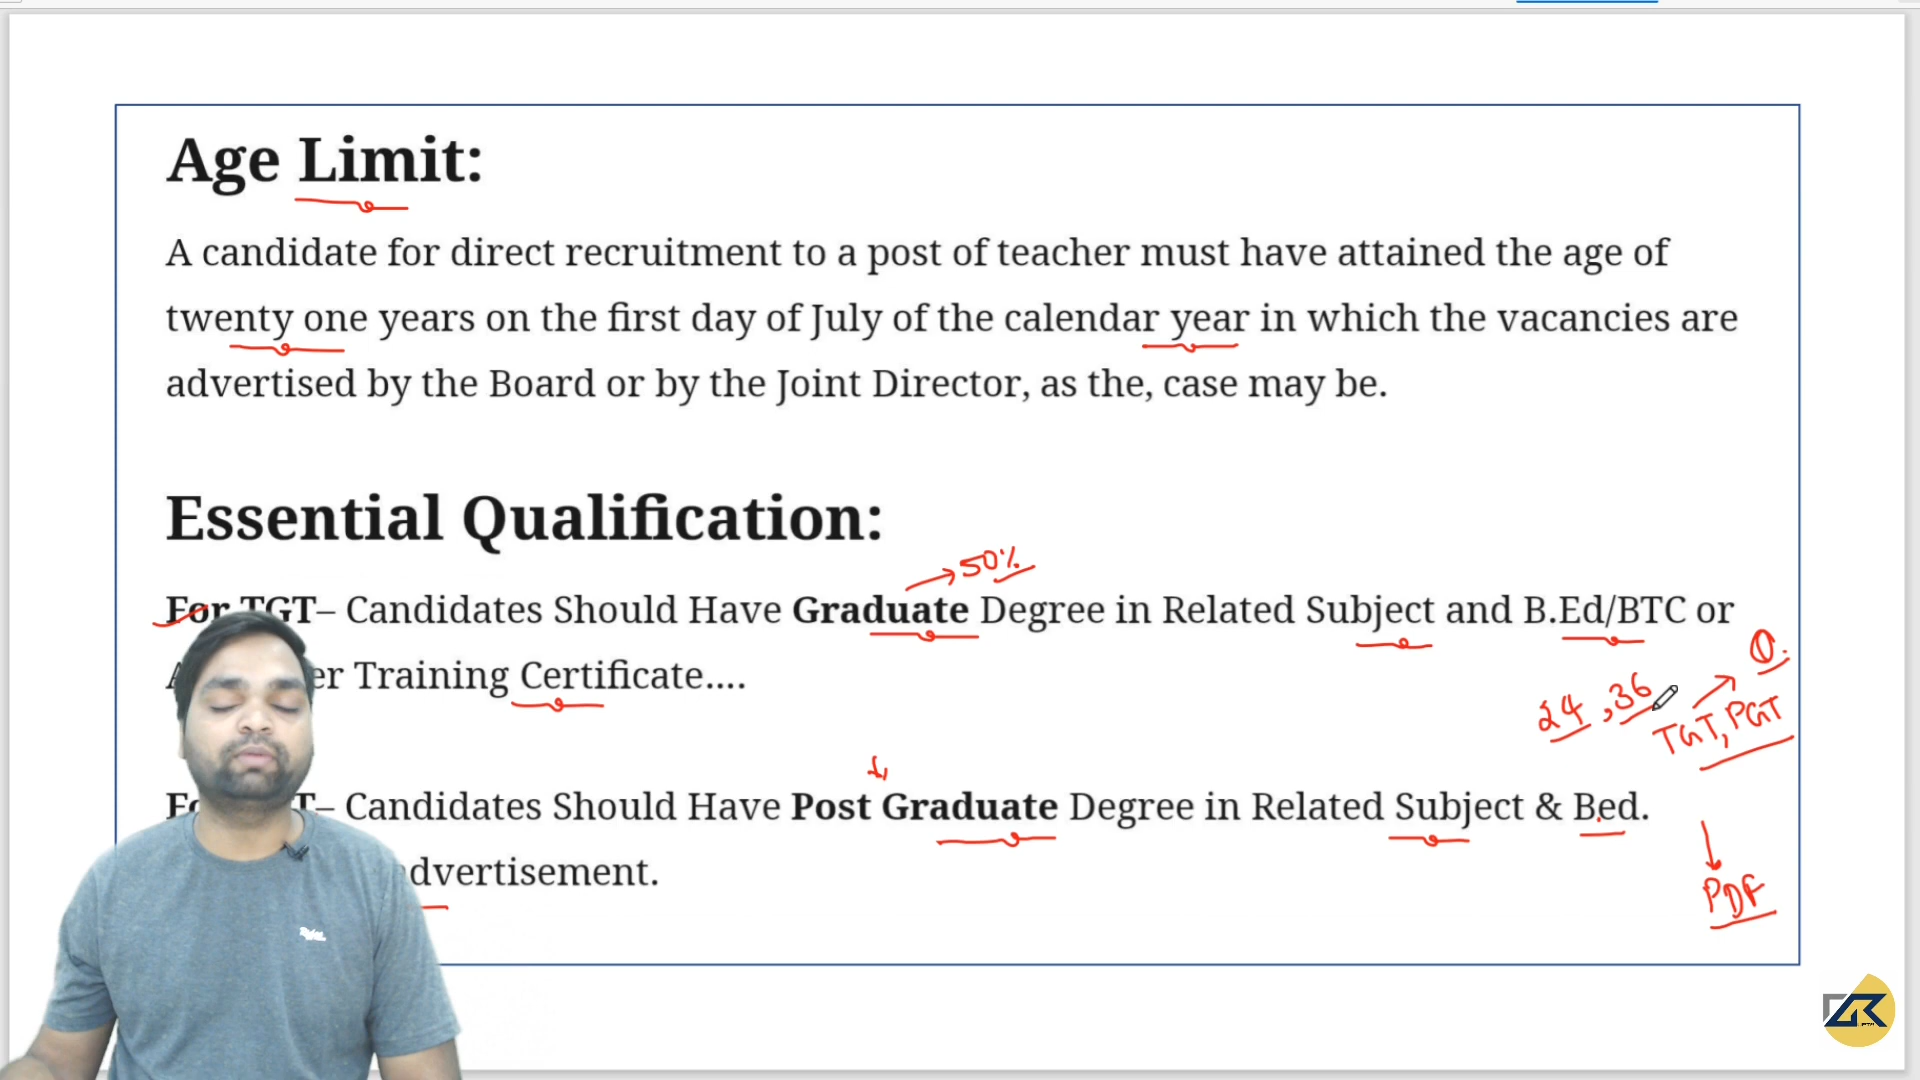 Age Limit:
A candidate for direct recruitment to a post of teacher must have attained the age of
twenty one years on the first day of July of the calendar year in which the vacancies are
advertised by the Board or by the Joint Director, as the, case may be.
Essential Qualification:
50%
For TGT– Candidates Should Have Graduate Degree in Related Subject and B.Ed/BTC or
Training Certificate....
24, 36
TGT, PGT
Candidates Should Have Post Graduate Degree in Related Subject & Bed.
advertisement.
PDF